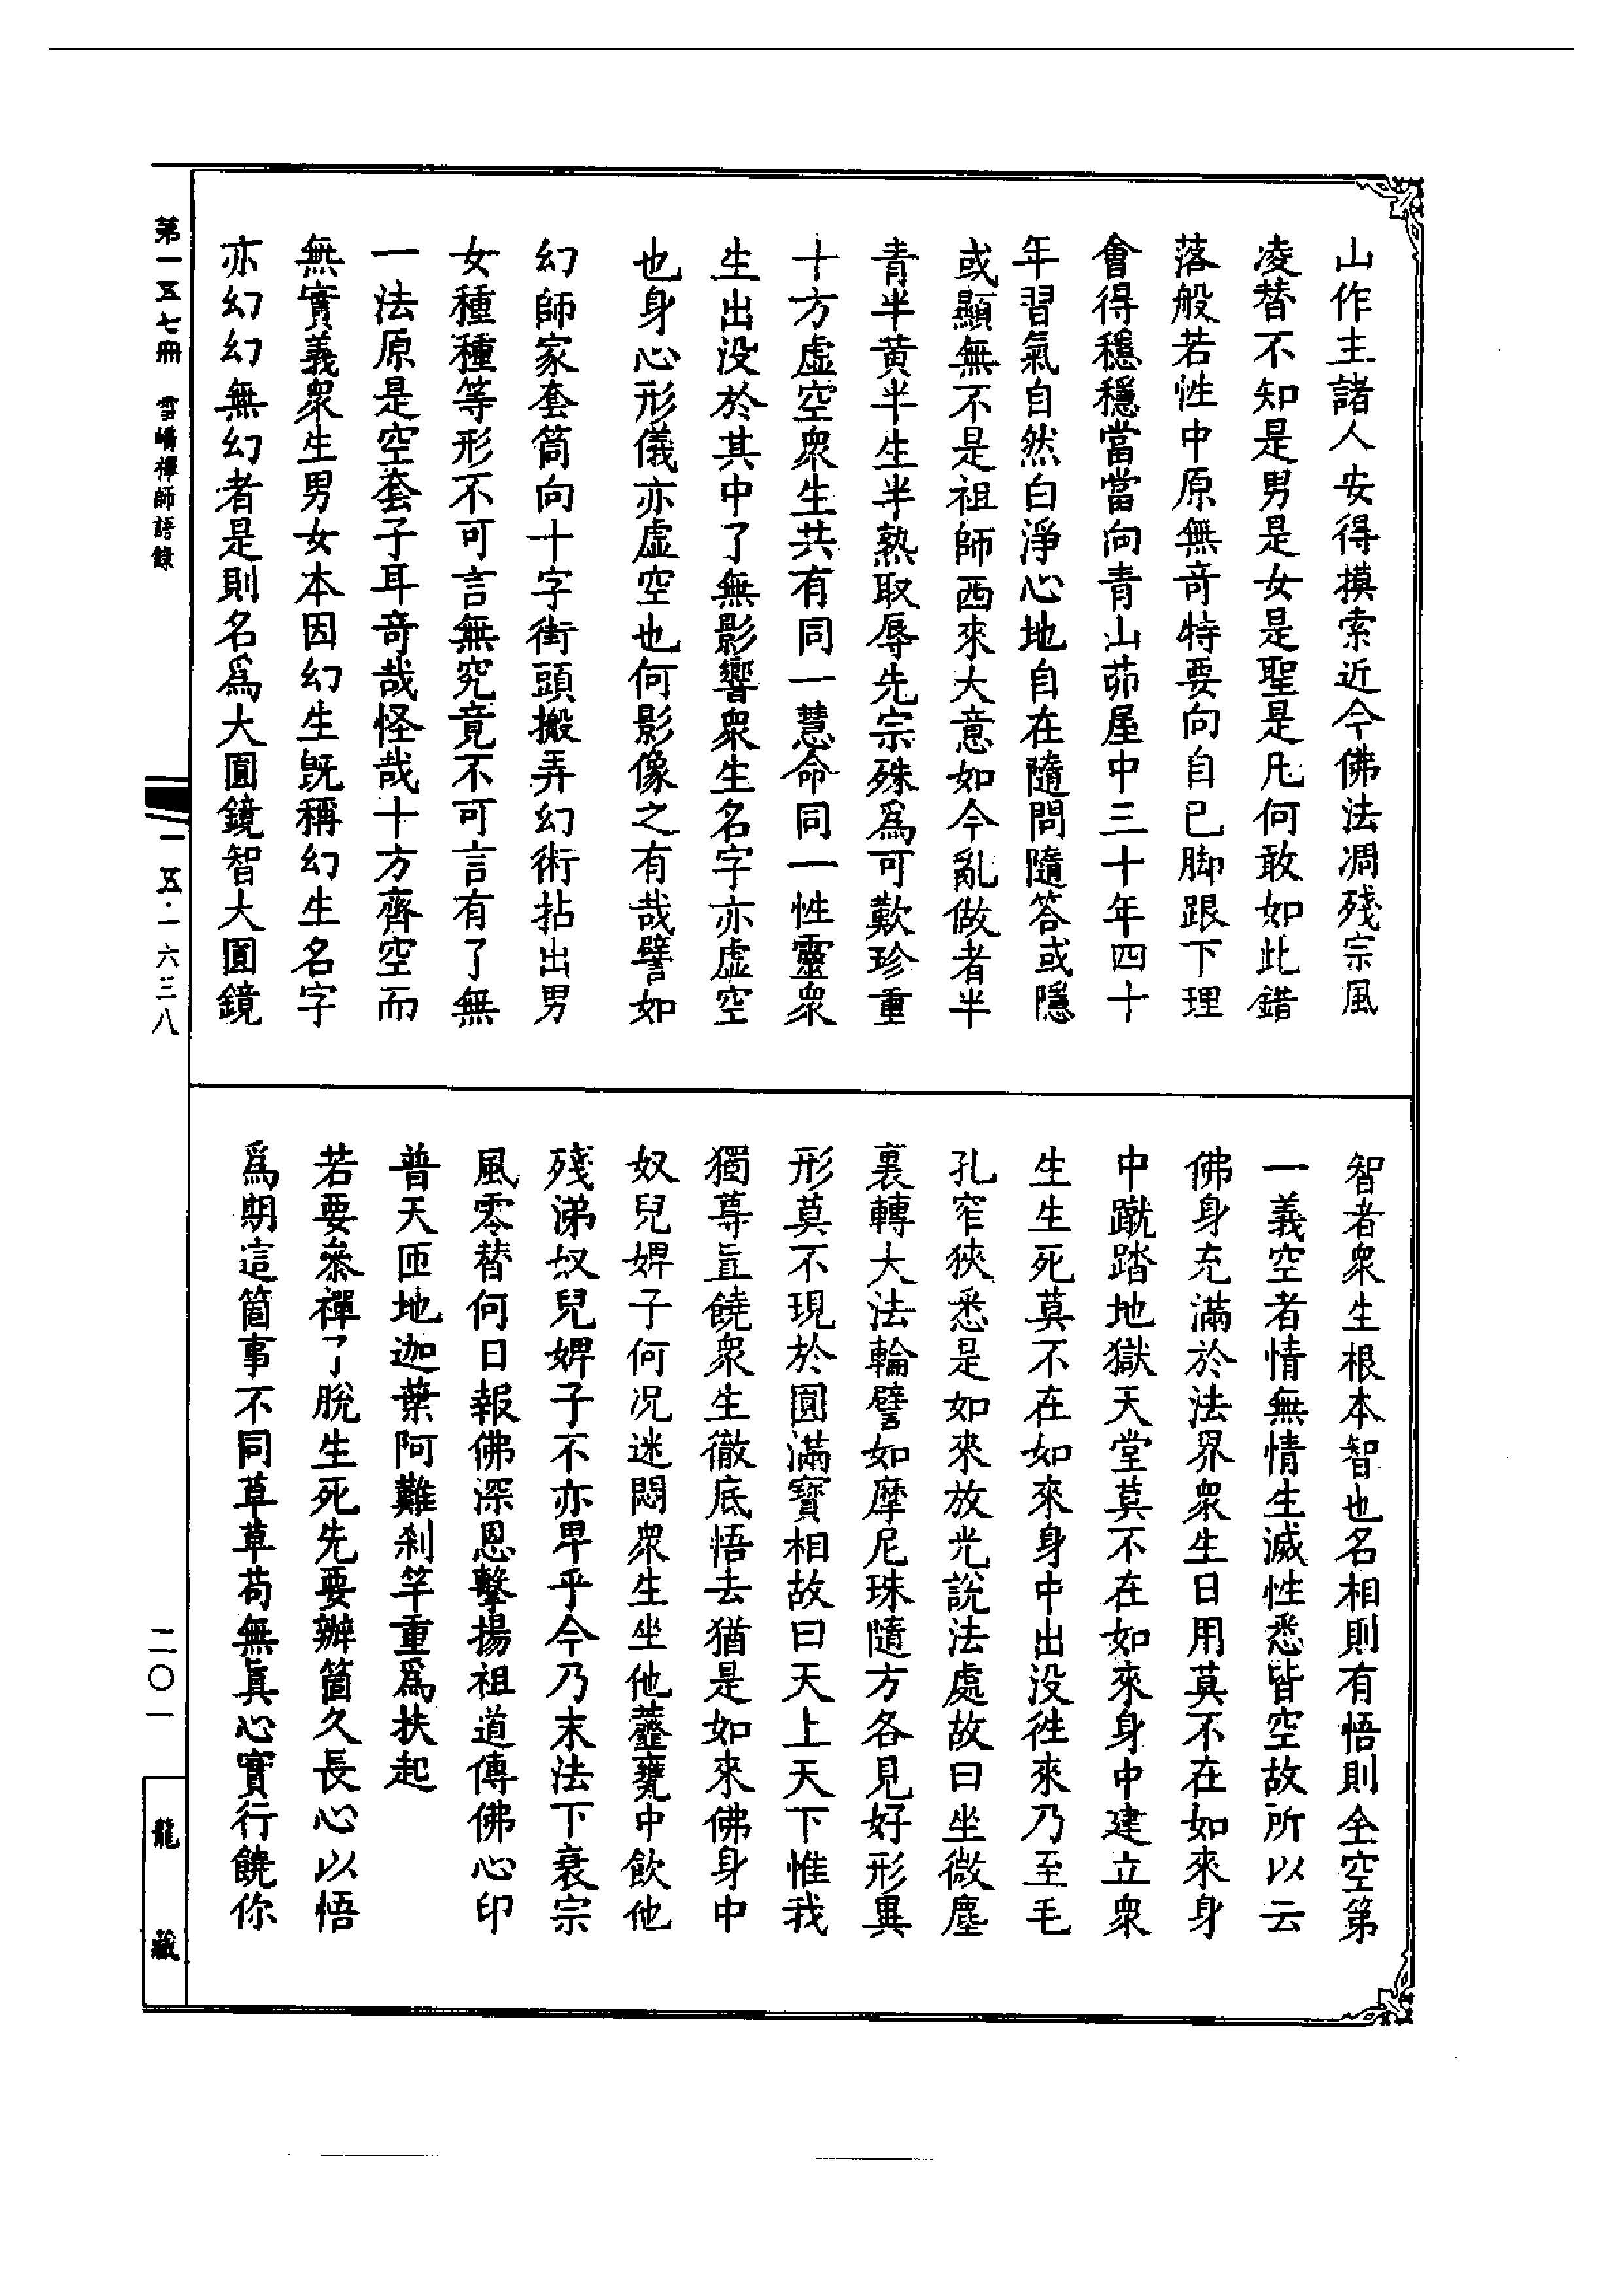 山作主諸人安得摸索近今佛法凋殘宗風
凌替不知是男是女是聖是凡何敢如此錯
落般若性中原無竒特要向自已脚跟下理
會得穩穩當當向青山茆屋中三十年四十
年習氣自然白淨心地自在隨問隨答或隱
或顯無不是祖師西來大意如今亂做者半
青半黄半生半熟取辱先宗殊爲可歎珍重
十方虛空衆生共有同一慧命同一性靈衆
生出没於其中了無影響衆生名字亦虛空
也身心形儀亦虛空也何影像之有哉譬如
幻師家套筒向十字街頭搬弄幻術拈出男
女種種等形不可言無究竟不可言有了無
一法原是空套子耳竒哉怪哉十方齊空而
無實義衆生男女本因幻生旣稱幻生名字
亦幻幻無幻者是則名爲大圓鏡智大圓鏡
智者衆生根本智也名相則有悟則全空第
一義空者情無情生滅性悉皆空故所以云
佛身充滿於法界衆生日用莫不在如來身
中蹴踏地獄天堂莫不在如來身中建立衆
生生死莫不在如來身中出没徃來乃至毛
孔窄狹悉是如來放光說法處故曰坐微塵
裏轉大法輪譬如摩尼珠隨方各見好形異
形莫不現於圓滿寶相故曰天上天下惟我
獨尊豈饒衆生徹底悟去猶是如來佛身中
奴兒婢子何况迷悶衆生坐他虀甕中飲他
殘涕奴兒婢子不亦卑乎今乃末法下衰宗
風零替何日報佛深恩擊揚祖道傳佛心印
普天匝地迦葉阿難刹竿重爲扶起
若要叅禪了脫生死先要辦箇久長心以悟
爲期這箇事不同草草苟無眞心實行饒你
第一五七冊　雪嶠禪師語錄
一五·一六三八
二〇一
龍藏